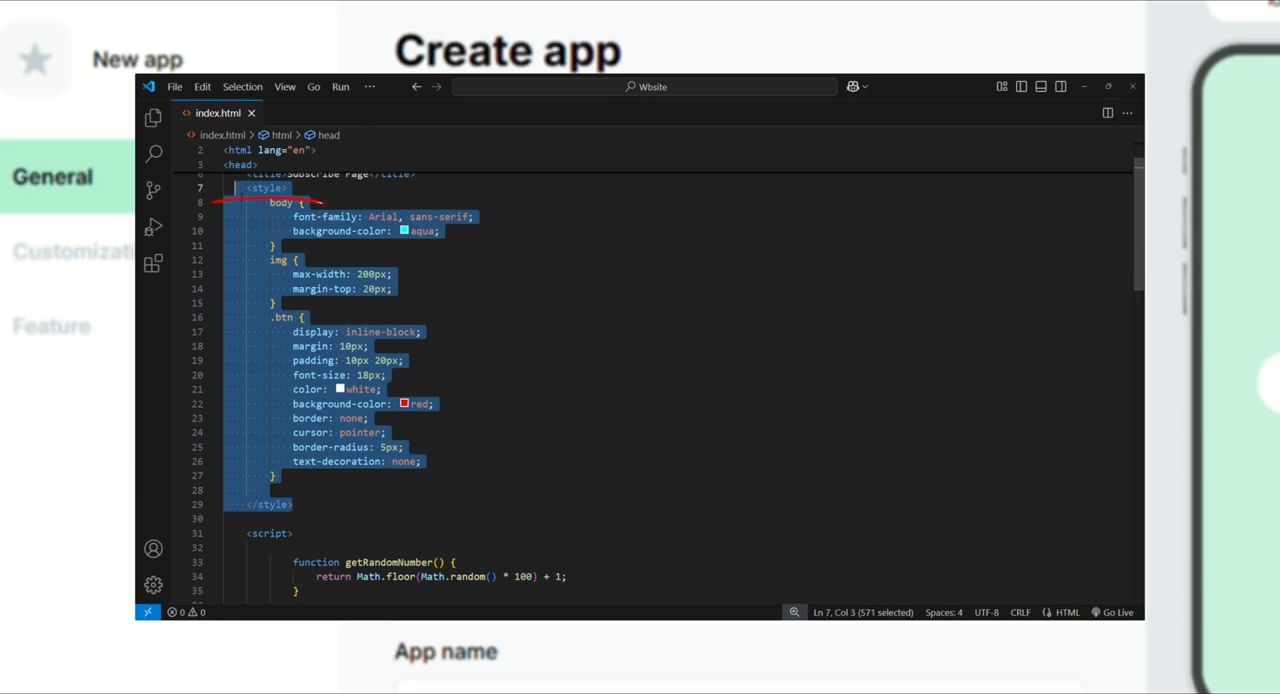 New app
Create app
General
Customizati
Feature
File Edit Selection View Go Run ···
Wbsite
index.html
index.html > html > head
2 <html lang="en">
3 <head>
6 <title>Subscribe Page</title>
7 <style>
8 body {
9 font-family: Arial, sans-serif;
10 background-color: aqua;
11 }
12 img {
13 max-width: 200px;
14 margin-top: 20px;
15 }
16 .btn {
17 display: inline-block;
18 margin: 10px;
19 padding: 10px 20px;
20 font-size: 18px;
21 color: white;
22 background-color: red;
23 border: none;
24 cursor: pointer;
25 border-radius: 5px;
26 text-decoration: none;
27 }
28
29 </style>
30
31 <script>
32
33 function getRandomNumber() {
34 return Math.floor(Math.random() * 100) + 1;
35 }
0 0 Ln 7, Col 3 (571 selected) Spaces: 4 UTF-8 CRLF HTML Go Live
App name